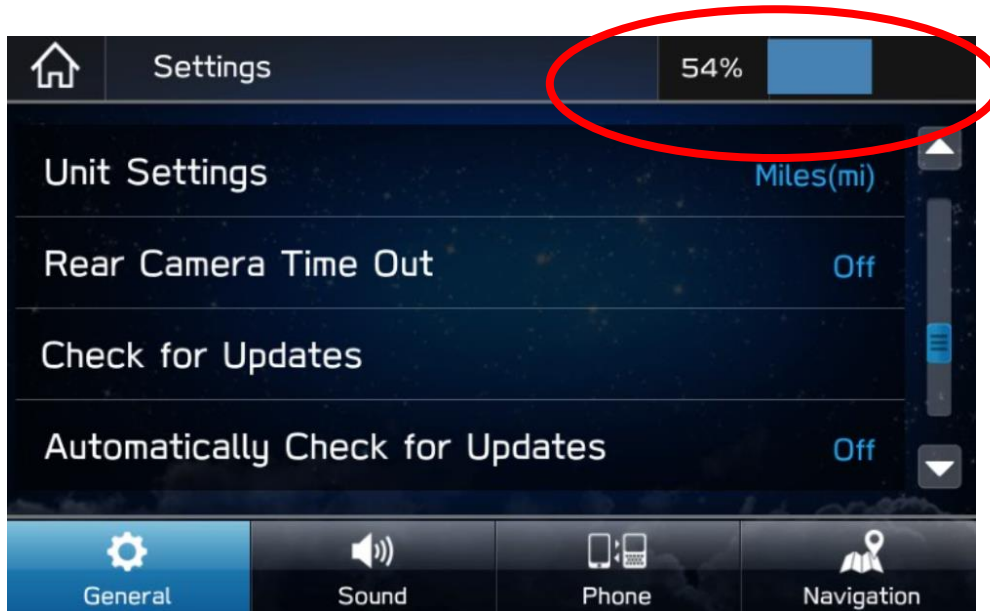 Settings
54%
Unit Settings Miles(mi)
Rear Camera Time Out Off
Check for Updates
Automatically Check for Updates Off
General Sound Phone Navigation